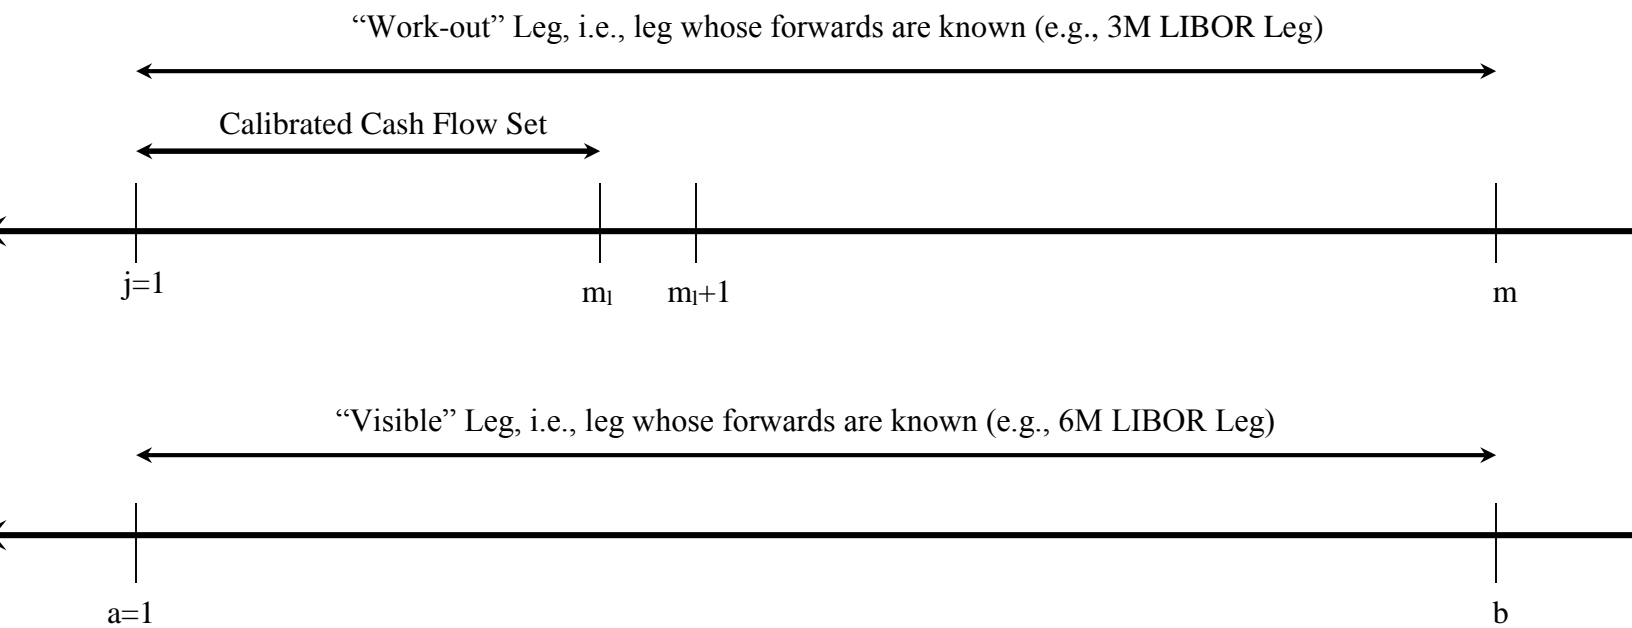 “Work-out” Leg, i.e., leg whose forwards are known (e.g., 3M LIBOR Leg)
Calibrated Cash Flow Set
j=1
mₗ
mₗ+1
m
“Visible” Leg, i.e., leg whose forwards are known (e.g., 6M LIBOR Leg)
a=1
b